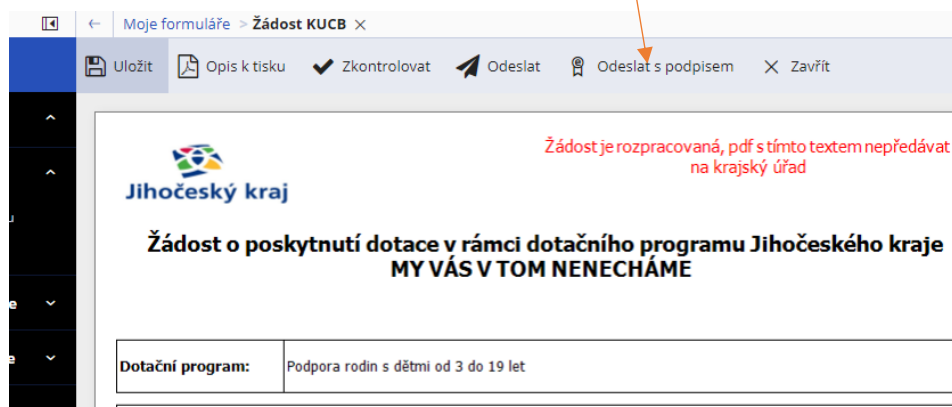 ← Moje formuláře > Žádost KUCB ×
Uložit Opis k tisku Zkontrolovat Odeslat Odeslat s podpisem Zavřít
Žádost je rozpracovaná, pdf s tímto textem nepředávat
na krajský úřad
Jihočeský kraj
Žádost o poskytnutí dotace v rámci dotačního programu Jihočeského kraje
MY VÁS V TOM NENECHÁME
Dotační program: Podpora rodin s dětmi od 3 do 19 let